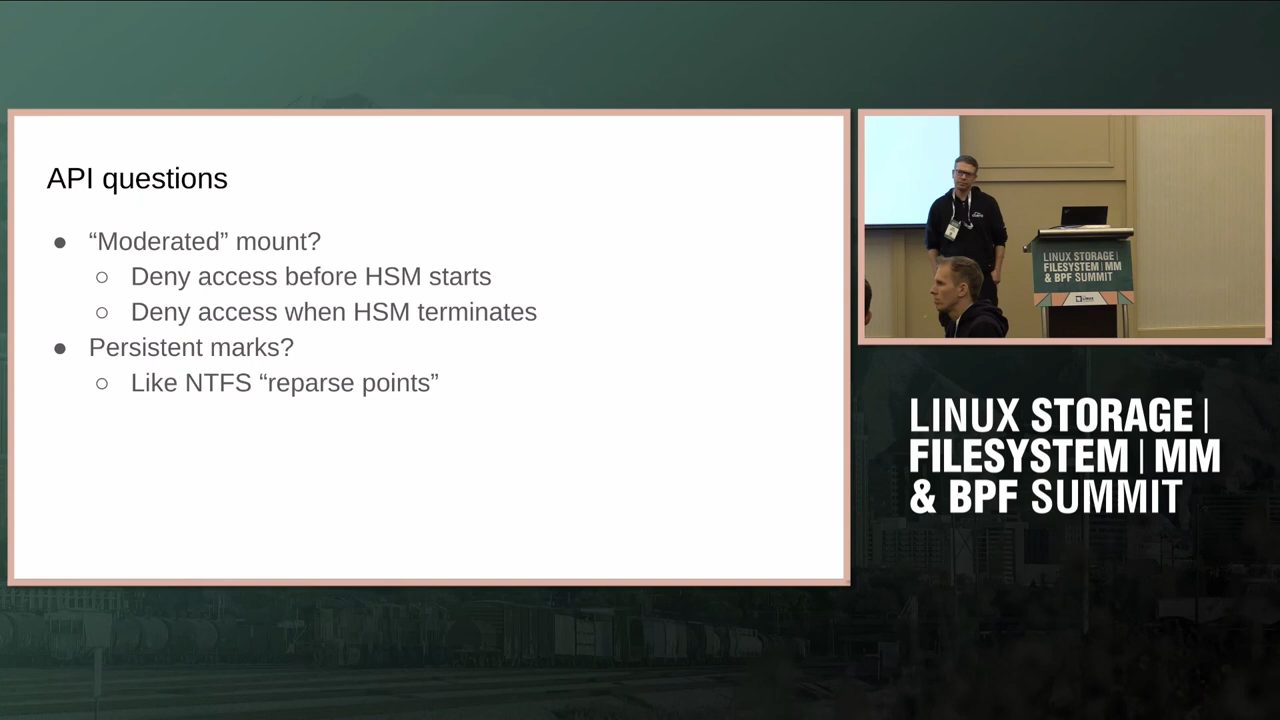 API questions
● “Moderated” mount?
○ Deny access before HSM starts
○ Deny access when HSM terminates
● Persistent marks?
○ Like NTFS “reparse points”
LINUX STORAGE |
FILESYSTEM | MM
& BPF SUMMIT
LINUX STORAGE |
FILESYSTEM | MM
& BPF SUMMIT